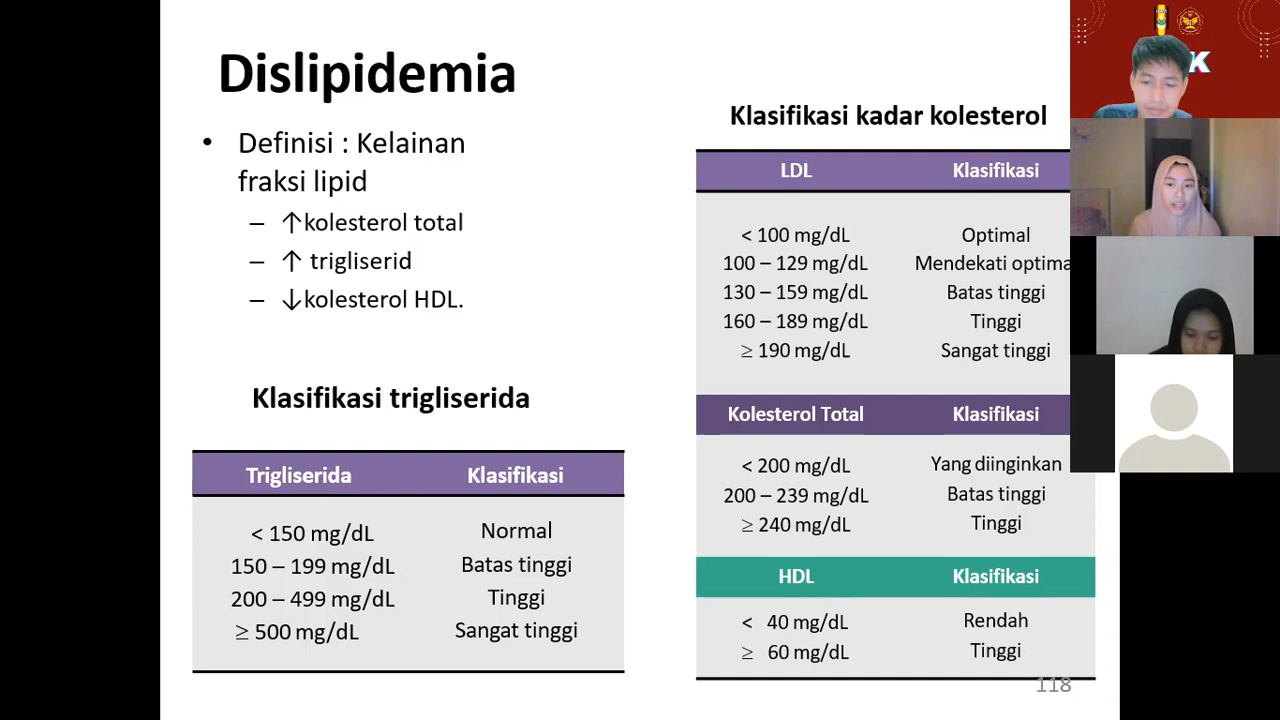 Dislipidemia
• Definisi : Kelainan
fraksi lipid
– ↑kolesterol total
– ↑ trigliserid
– ↓kolesterol HDL.
Klasifikasi trigliserida
Trigliserida Klasifikasi
< 150 mg/dL Normal
150 – 199 mg/dL Batas tinggi
200 – 499 mg/dL Tinggi
≥ 500 mg/dL Sangat tinggi
Klasifikasi kadar kolesterol
LDL Klasifikasi
< 100 mg/dL Optimal
100 – 129 mg/dL Mendekati optima
130 – 159 mg/dL Batas tinggi
160 – 189 mg/dL Tinggi
≥ 190 mg/dL Sangat tinggi
Kolesterol Total Klasifikasi
< 200 mg/dL Yang diinginkan
200 – 239 mg/dL Batas tinggi
≥ 240 mg/dL Tinggi
HDL Klasifikasi
< 40 mg/dL Rendah
≥ 60 mg/dL Tinggi
118
K